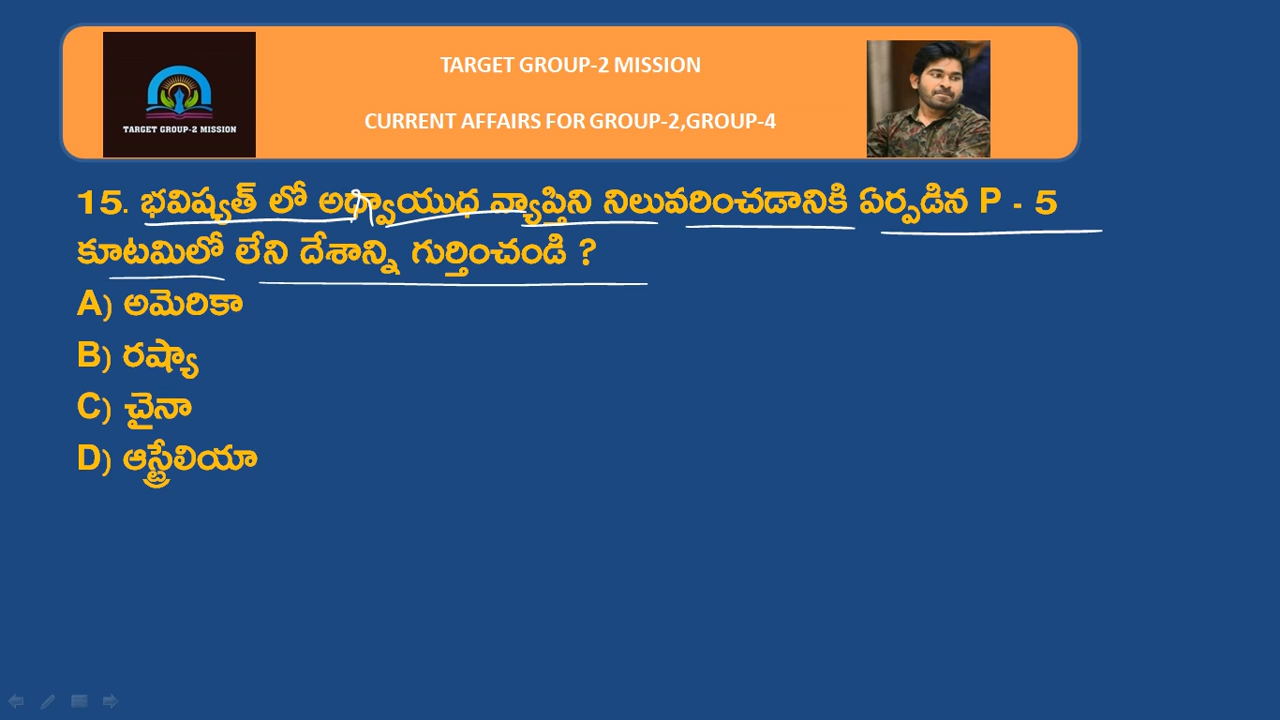 TARGET GROUP-2 MISSION
TARGET GROUP-2 MISSION
CURRENT AFFAIRS FOR GROUP-2,GROUP-4
15. భవిష్యత్ లో వ్యాప్తిని నిలువరించడానికి ఏర్పడిన P - 5
కూటమిలో లేని దేశాన్ని గుర్తించండి ?
A) అమెరికా
B) రష్యా
C) చైనా
D) ఆస్ట్రేలియా